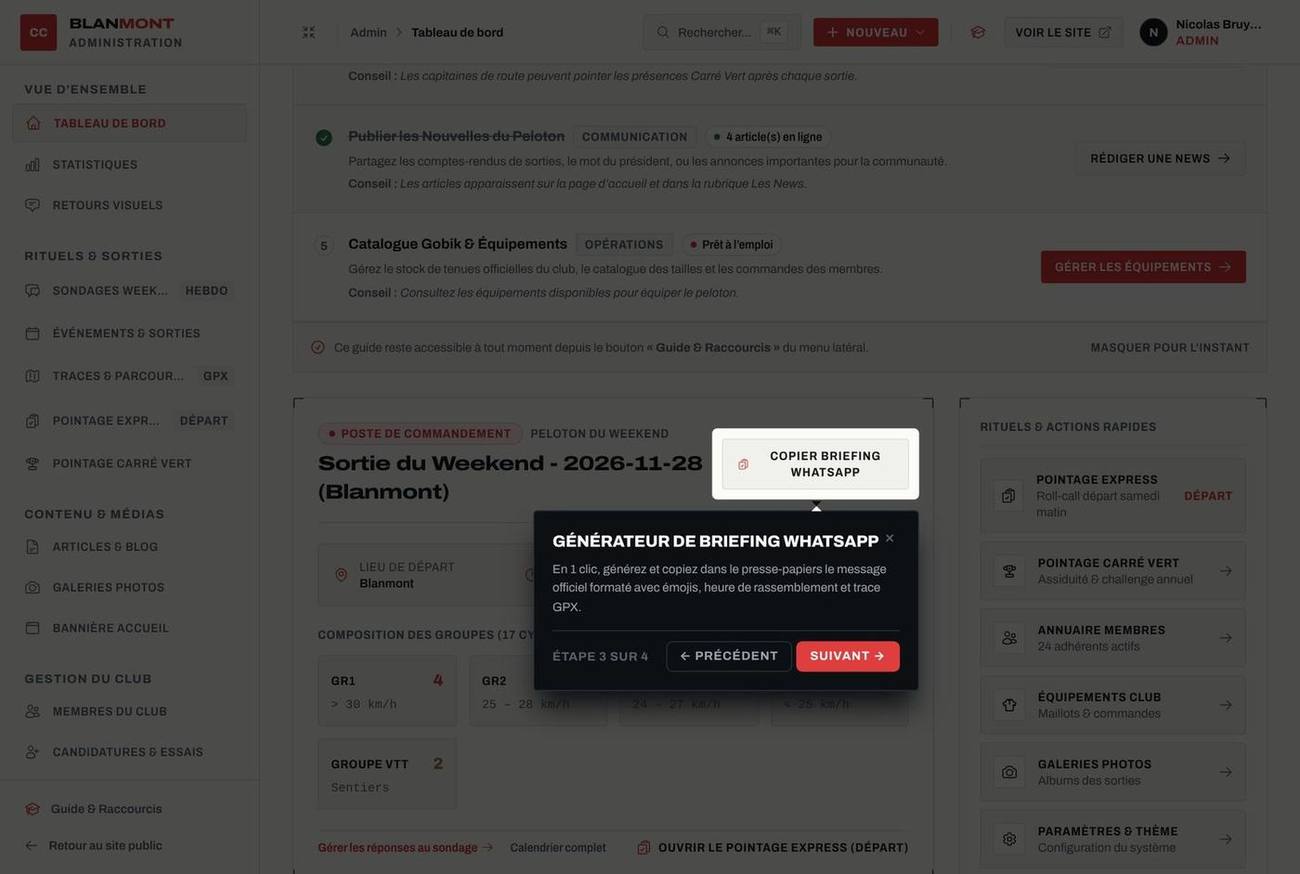 CC
BLANMONT
ADMINISTRATION
Admin
Tableau de bord
Rechercher...
⌘K
+ NOUVEAU
VOIR LE SITE
N
Nicolas Bruy...
ADMIN
VUE D'ENSEMBLE
TABLEAU DE BORD
STATISTIQUES
RETOURS VISUELS
RITUELS & SORTIES
SONDAGES WEEK...
HEBDO
ÉVÉNEMENTS & SORTIES
TRACES & PARCOUR...
GPX
POINTAGE EXPR...
DÉPART
POINTAGE CARRÉ VERT
CONTENU & MÉDIAS
ARTICLES & BLOG
GALERIES PHOTOS
BANNIÈRE ACCUEIL
GESTION DU CLUB
MEMBRES DU CLUB
CANDIDATURES & ESSAIS
Guide & Raccourcis
← Retour au site public
Conseil : Les capitaines de route peuvent pointer les présences Carré Vert après chaque sortie.
Publier les Nouvelles du Peloton
COMMUNICATION
4 article(s) en ligne
Partagez les comptes-rendus de sorties, le mot du président, ou les annonces importantes pour la communauté.
Conseil : Les articles apparaissent sur la page d'accueil et dans la rubrique Les News.
RÉDIGER UNE NEWS →
5
Catalogue Gobik & Équipements
OPÉRATIONS
Prêt à l'emploi
Gérez le stock de tenues officielles du club, le catalogue des tailles et les commandes des membres.
Conseil : Consultez les équipements disponibles pour équiper le peloton.
GÉRER LES ÉQUIPEMENTS →
Ce guide reste accessible à tout moment depuis le bouton « Guide & Raccourcis » du menu latéral.
MASQUER POUR L'INSTANT
POSTE DE COMMANDEMENT
PELOTON DU WEEKEND
Sortie du Weekend - 2026-11-28
(Blanmont)
COPIER BRIEFING
WHATSAPP
LIEU DE DÉPART
Blanmont
GÉNÉRATEUR DE BRIEFING WHATSAPP
×
En 1 clic, générez et copiez dans le presse-papiers le message
officiel formaté avec émojis, heure de rassemblement et trace
GPX.
ÉTAPE 3 SUR 4
← PRÉCÉDENT
SUIVANT →
COMPOSITION DES GROUPES (17 CY
GR1
4
> 30 km/h
GR2
25 – 28 km/h
24 – 27 km/h
< 25 km/h
GROUPE VTT
2
Sentiers
Gérer les réponses au sondage →
Calendrier complet
OUVRIR LE POINTAGE EXPRESS (DÉPART)
RITUELS & ACTIONS RAPIDES
POINTAGE EXPRESS
Roll-call départ samedi
matin
DÉPART
POINTAGE CARRÉ VERT
Assiduité & challenge annuel
ANNUAIRE MEMBRES
24 adhérents actifs
ÉQUIPEMENTS CLUB
Maillots & commandes
GALERIES PHOTOS
Albums des sorties
PARAMÈTRES & THÈME
Configuration du système